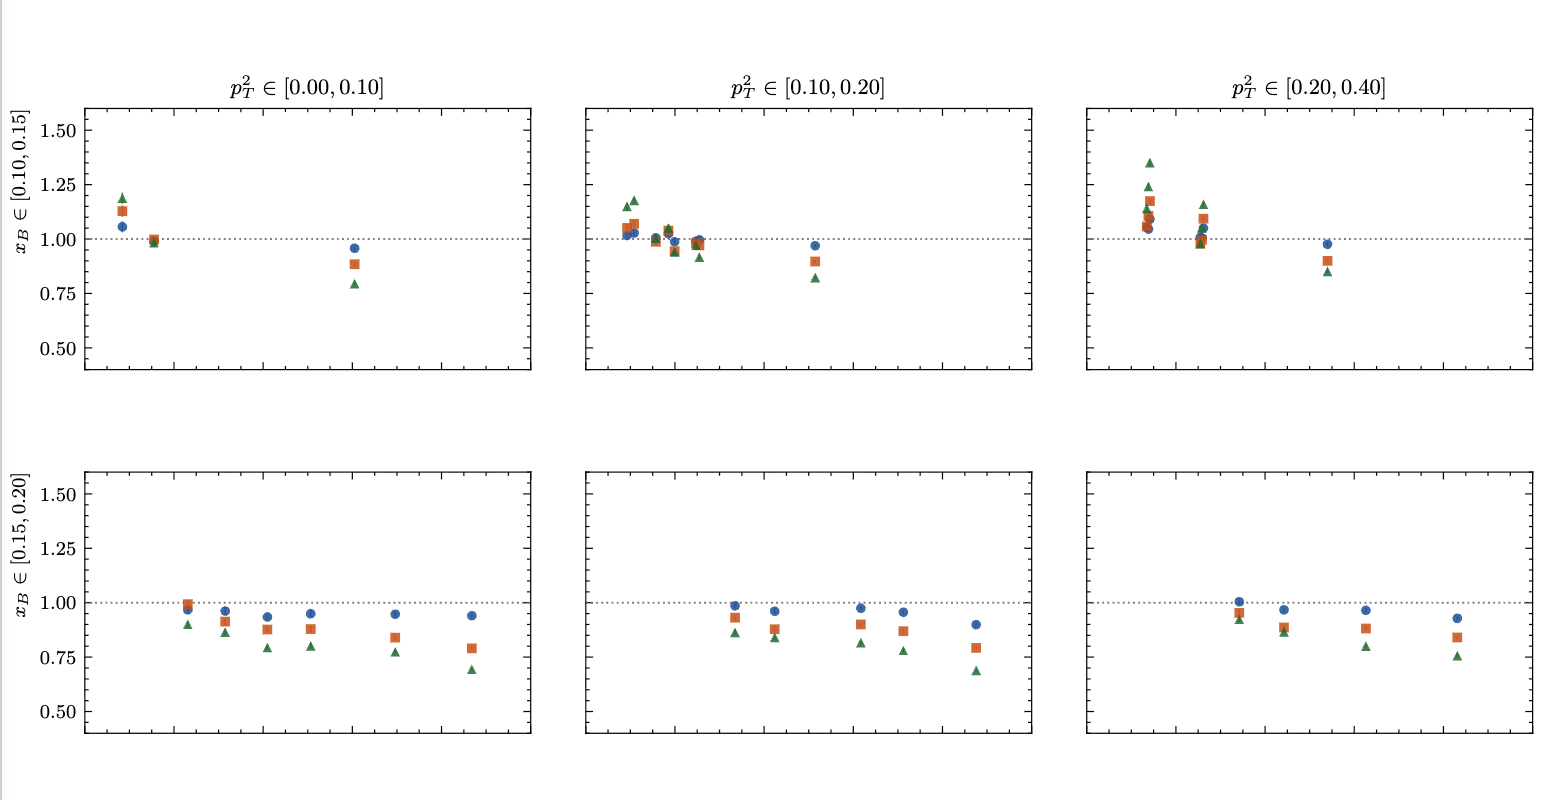 p_T^2 ∈ [0.00, 0.10]
p_T^2 ∈ [0.10, 0.20]
p_T^2 ∈ [0.20, 0.40]
x_B ∈ [0.10, 0.15]
1.50
1.25
1.00
0.75
0.50
x_B ∈ [0.15, 0.20]
1.50
1.25
1.00
0.75
0.50